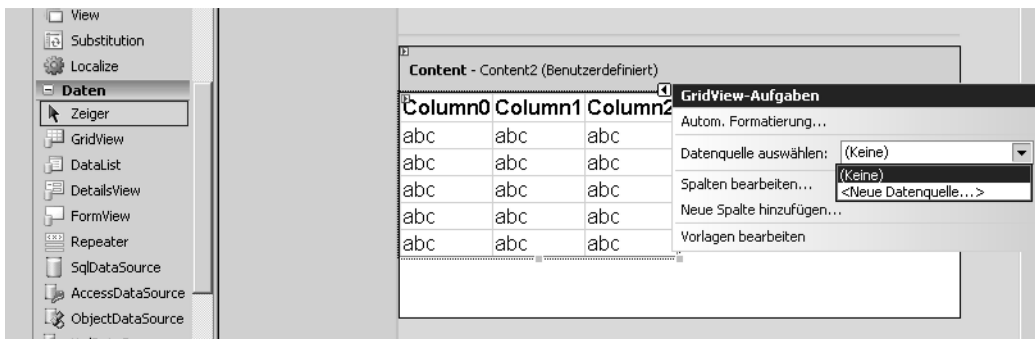 View
Substitution
Localize
Daten
Zeiger
GridView
DataList
DetailsView
FormView
Repeater
SqlDataSource
AccessDataSource
ObjectDataSource
Content - Content2 (Benutzerdefiniert)
Column0 Column1 Column2
abc abc abc
abc abc abc
abc abc abc
abc abc abc
abc abc abc
GridView-Aufgaben
Autom. Formatierung...
Datenquelle auswählen: (Keine)
(Keine)
<Neue Datenquelle...>
Spalten bearbeiten...
Neue Spalte hinzufügen...
Vorlagen bearbeiten